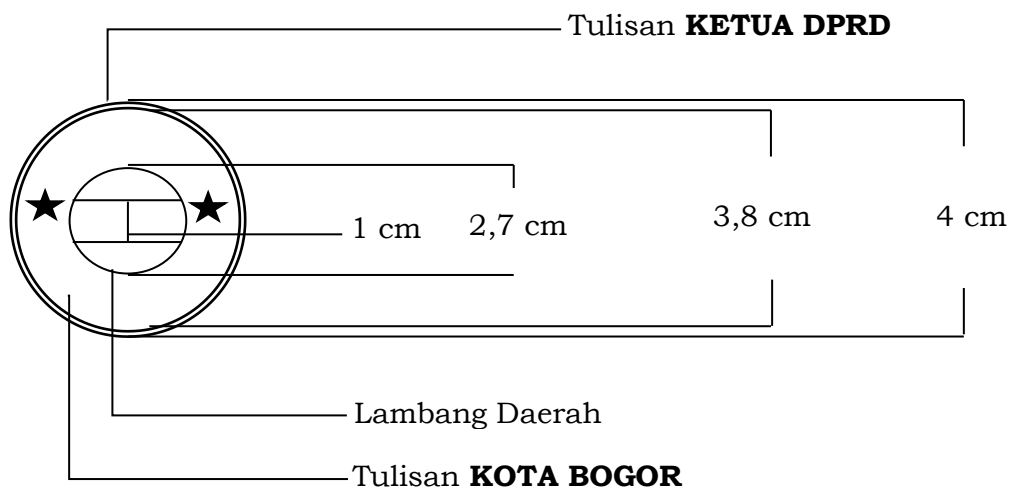 Tulisan KETUA DPRD
1 cm 2,7 cm 3,8 cm 4 cm
Lambang Daerah
Tulisan KOTA BOGOR